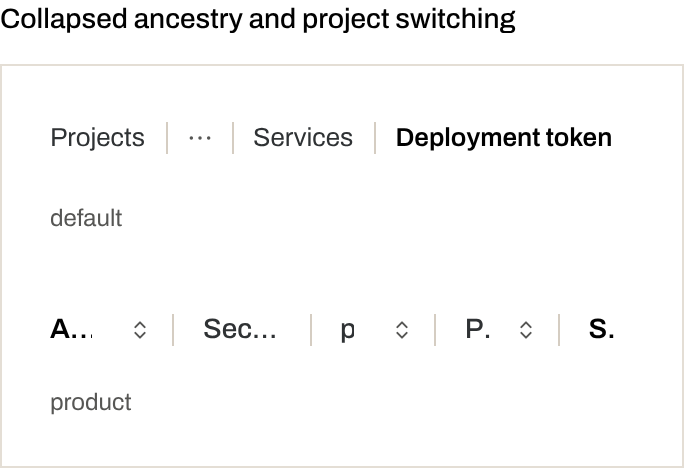 Collapsed ancestry and project switching
Projects ... Services Deployment token
default
A... Sec... p P. S.
product